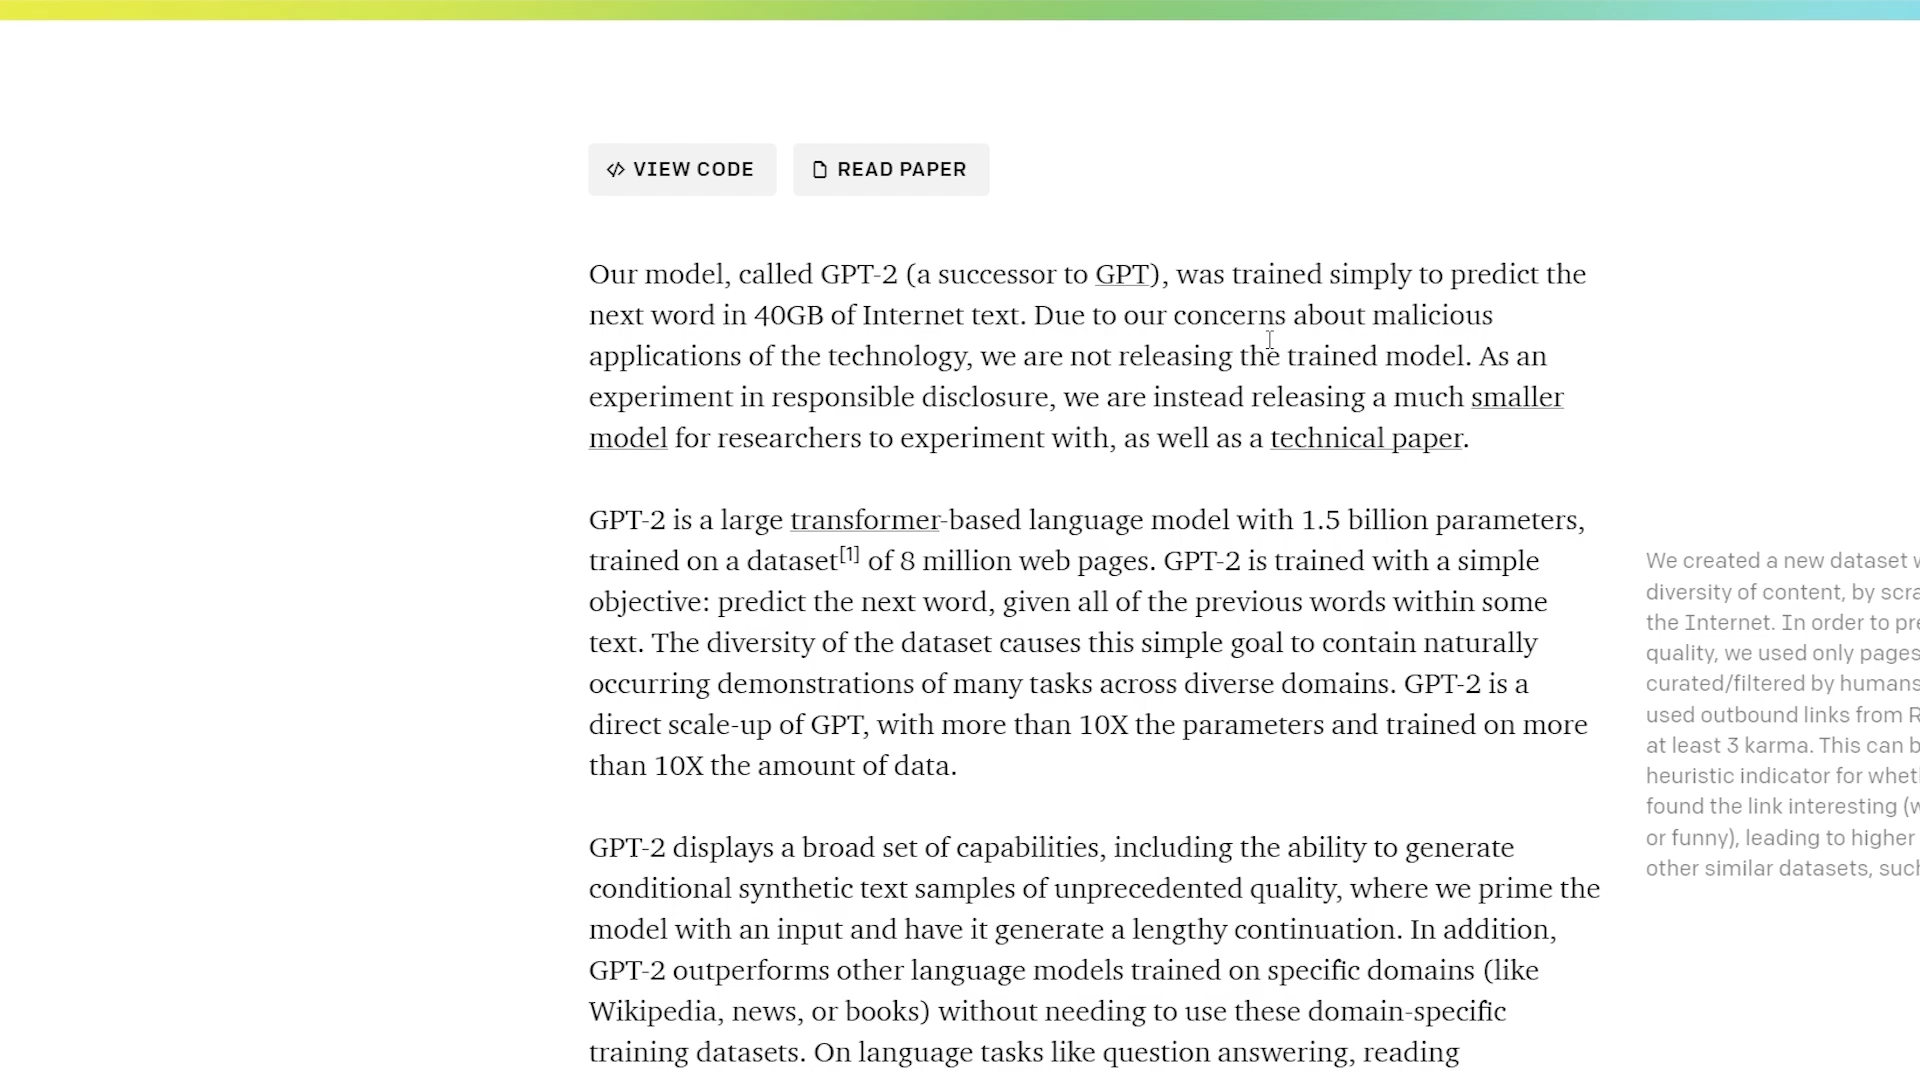 VIEW CODE
READ PAPER
Our model, called GPT-2 (a successor to GPT), was trained simply to predict the
next word in 40GB of Internet text. Due to our concerns about malicious
applications of the technology, we are not releasing the trained model. As an
experiment in responsible disclosure, we are instead releasing a much smaller
model for researchers to experiment with, as well as a technical paper.
GPT-2 is a large transformer-based language model with 1.5 billion parameters,
trained on a dataset[1] of 8 million web pages. GPT-2 is trained with a simple
objective: predict the next word, given all of the previous words within some
text. The diversity of the dataset causes this simple goal to contain naturally
occurring demonstrations of many tasks across diverse domains. GPT-2 is a
direct scale-up of GPT, with more than 10X the parameters and trained on more
than 10X the amount of data.
GPT-2 displays a broad set of capabilities, including the ability to generate
conditional synthetic text samples of unprecedented quality, where we prime the
model with an input and have it generate a lengthy continuation. In addition,
GPT-2 outperforms other language models trained on specific domains (like
Wikipedia, news, or books) without needing to use these domain-specific
training datasets. On language tasks like question answering, reading
We created a new dataset
diversity of content, by
the Internet. In order to
quality, we used only pages
curated/filtered by humans
used outbound links from
at least 3 karma. This can
heuristic indicator for
found the link interesting
or funny), leading to higher
other similar datasets,